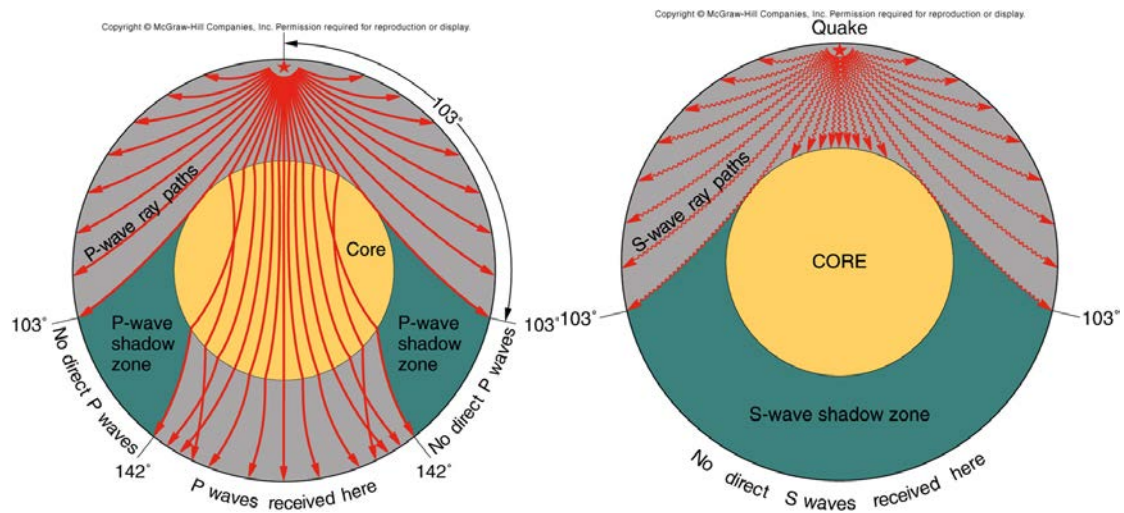 Copyright © McGraw-Hill Companies, Inc. Permission required for reproduction or display.
103°
P-wave ray paths
Core
103°
103°
P-wave
shadow
zone
P-wave
shadow
zone
No direct P waves
No direct P waves
142°
142°
P waves received here
Copyright © McGraw-Hill Companies, Inc. Permission required for reproduction or display.
Quake
S-wave ray paths
CORE
103°
S-wave shadow zone
No direct S waves received here